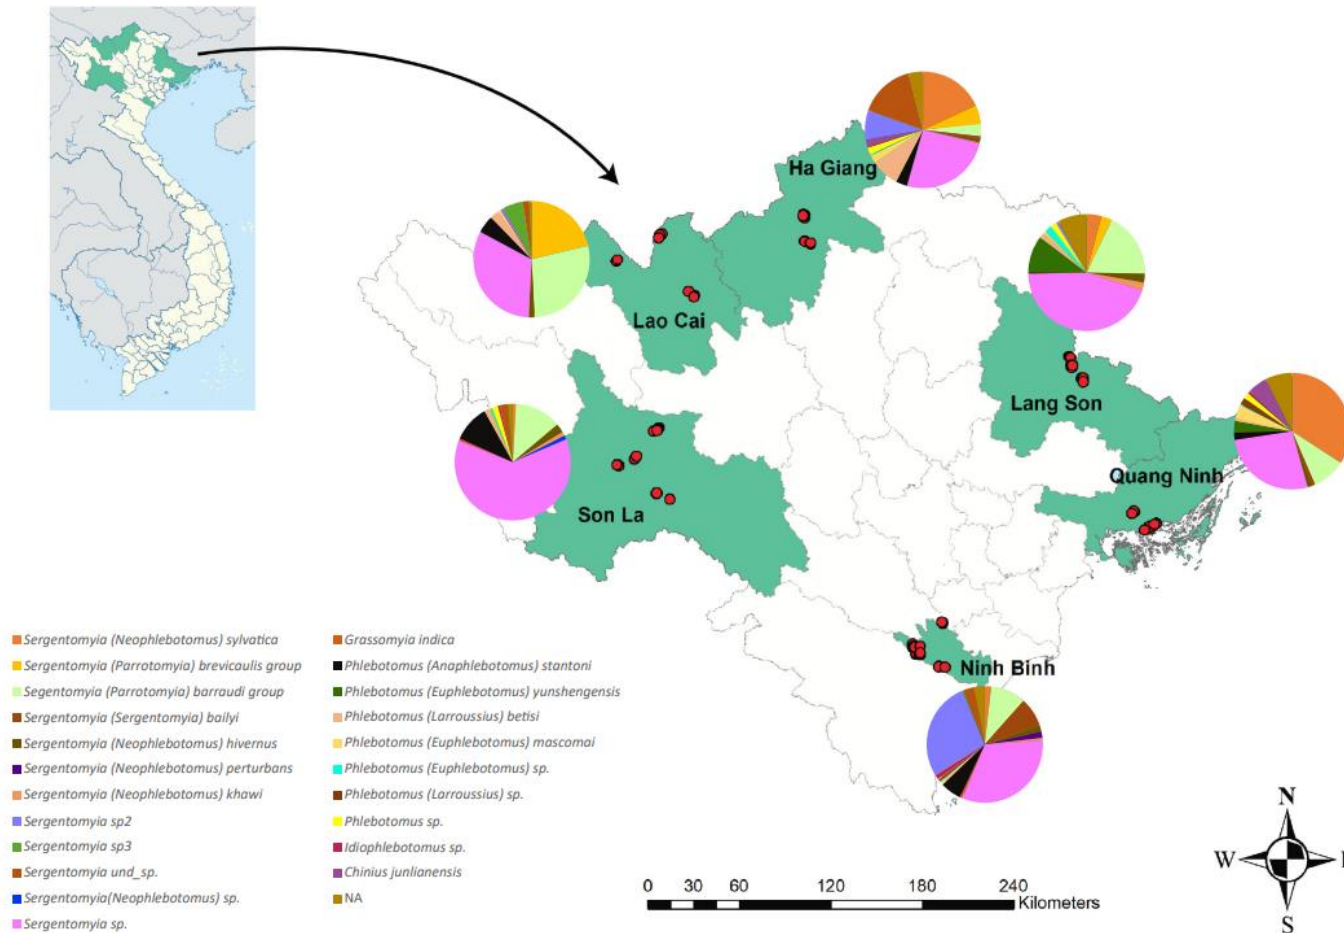 Ha Giang
Lao Cai
Lang Son
Quang Ninh
Son La
Ninh Binh
Sergentomyia (Neophlebotomus) sylvatica
Sergentomyia (Parrotomyia) brevicaulis group
Segentomyia (Parrotomyia) barraudi group
Sergentomyia (Sergentomyia) bailyi
Sergentomyia (Neophlebotomus) hivernus
Sergentomyia (Neophlebotomus) perturbans
Sergentomyia (Neophlebotomus) khawi
Sergentomyia sp2
Sergentomyia sp3
Sergentomyia und_sp.
Sergentomyia(Neophlebotomus) sp.
Sergentomyia sp.
Grassomyia indica
Phlebotomus (Anaphlebotomus) stantoni
Phlebotomus (Euphlebotomus) yunshengensis
Phlebotomus (Larroussius) betisi
Phlebotomus (Euphlebotomus) mascomai
Phlebotomus (Euphlebotomus) sp.
Phlebotomus (Larroussius) sp.
Phlebotomus sp.
Idiophlebotomus sp.
Chinius junlianensis
NA
0 30 60 120 180 240
Kilometers
N
W
S